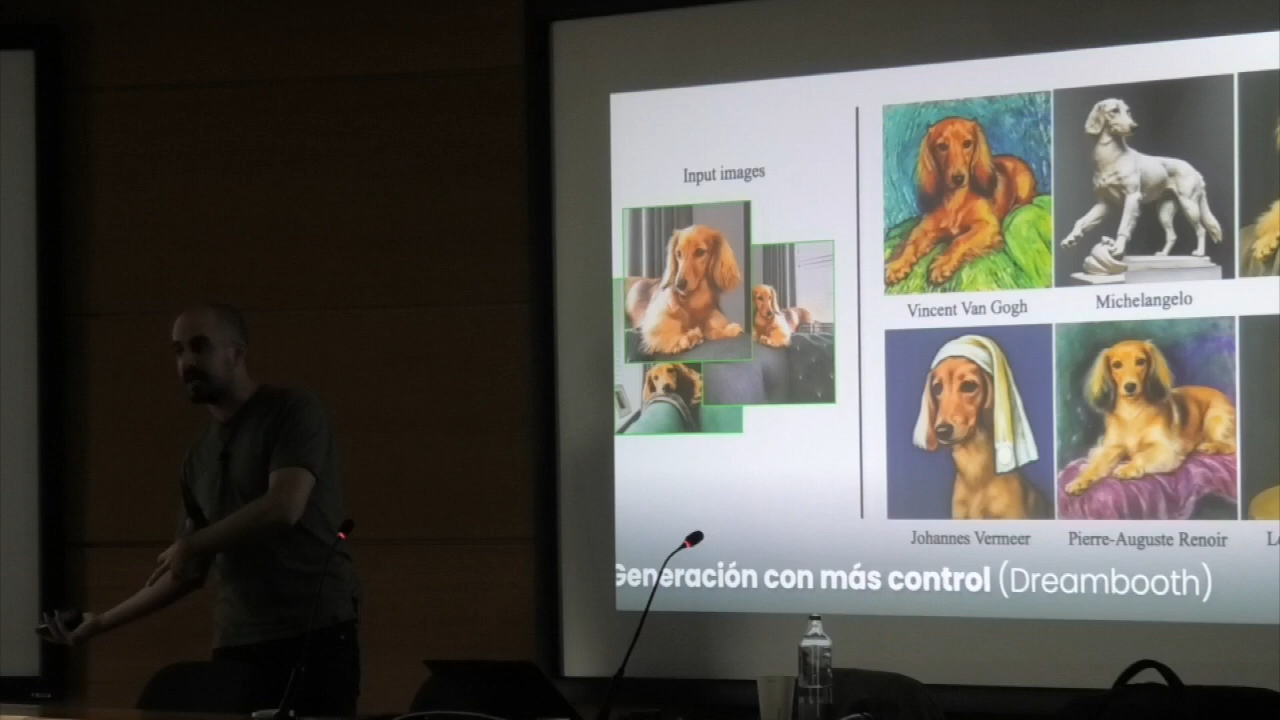 Input images
Vincent Van Gogh
Michelangelo
Johannes Vermeer
Pierre-Auguste Renoir
Generación con más control (Dreambooth)